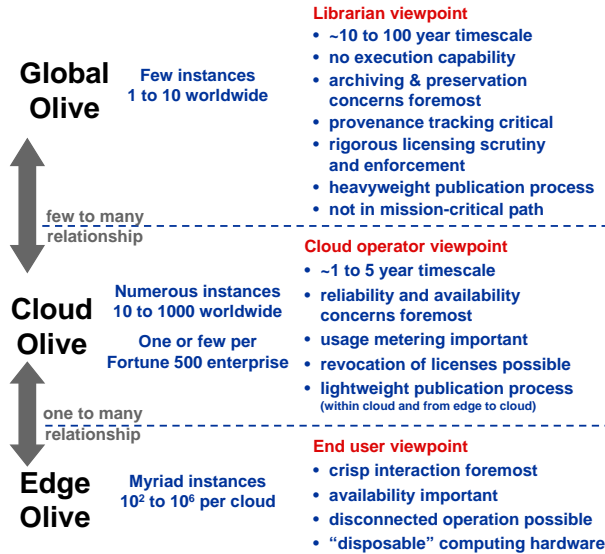 Global
Olive
Few instances
1 to 10 worldwide
Librarian viewpoint
• ~10 to 100 year timescale
• no execution capability
• archiving & preservation
concerns foremost
• provenance tracking critical
• rigorous licensing scrutiny
and enforcement
• heavyweight publication process
• not in mission-critical path
few to many
relationship
Cloud
Olive
Numerous instances
10 to 1000 worldwide
One or few per
Fortune 500 enterprise
Cloud operator viewpoint
• ~1 to 5 year timescale
• reliability and availability
concerns foremost
• usage metering important
• revocation of licenses possible
• lightweight publication process
(within cloud and from edge to cloud)
one to many
relationship
Edge
Olive
Myriad instances
10² to 10⁶ per cloud
End user viewpoint
• crisp interaction foremost
• availability important
• disconnected operation possible
• “disposable” computing hardware